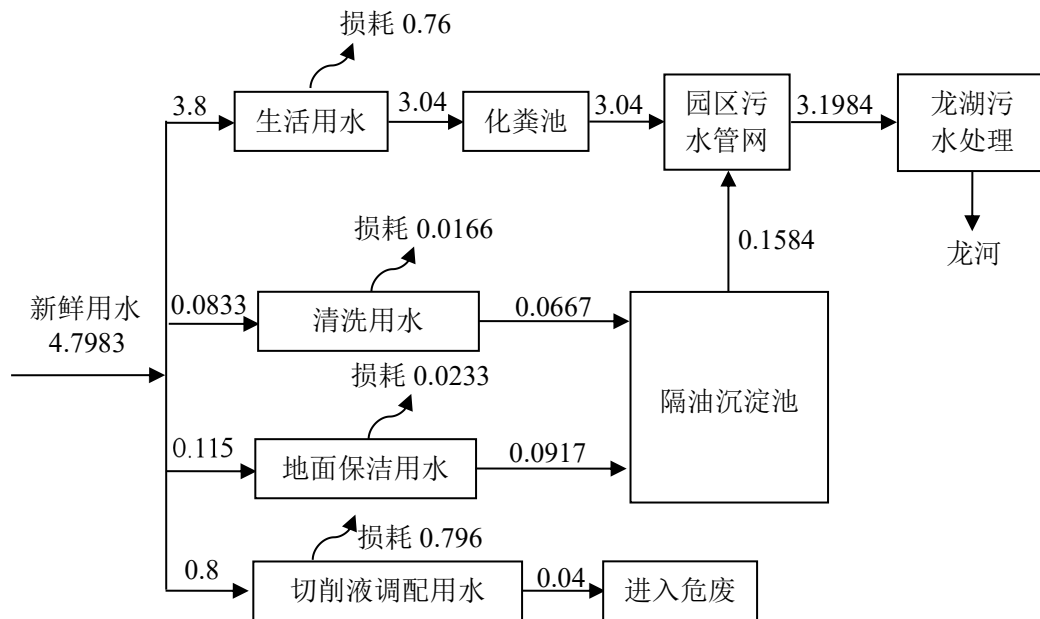 损耗 0.76
3.8
生活用水
3.04
化粪池
3.04
园区污
水管网
3.1984
龙湖污
水处理
龙河
损耗 0.0166
0.1584
新鲜用水
4.7983
0.0833
清洗用水
0.0667
损耗 0.0233
隔油沉淀池
0.115
地面保洁用水
0.0917
损耗 0.796
0.8
切削液调配用水
0.04
进入危废